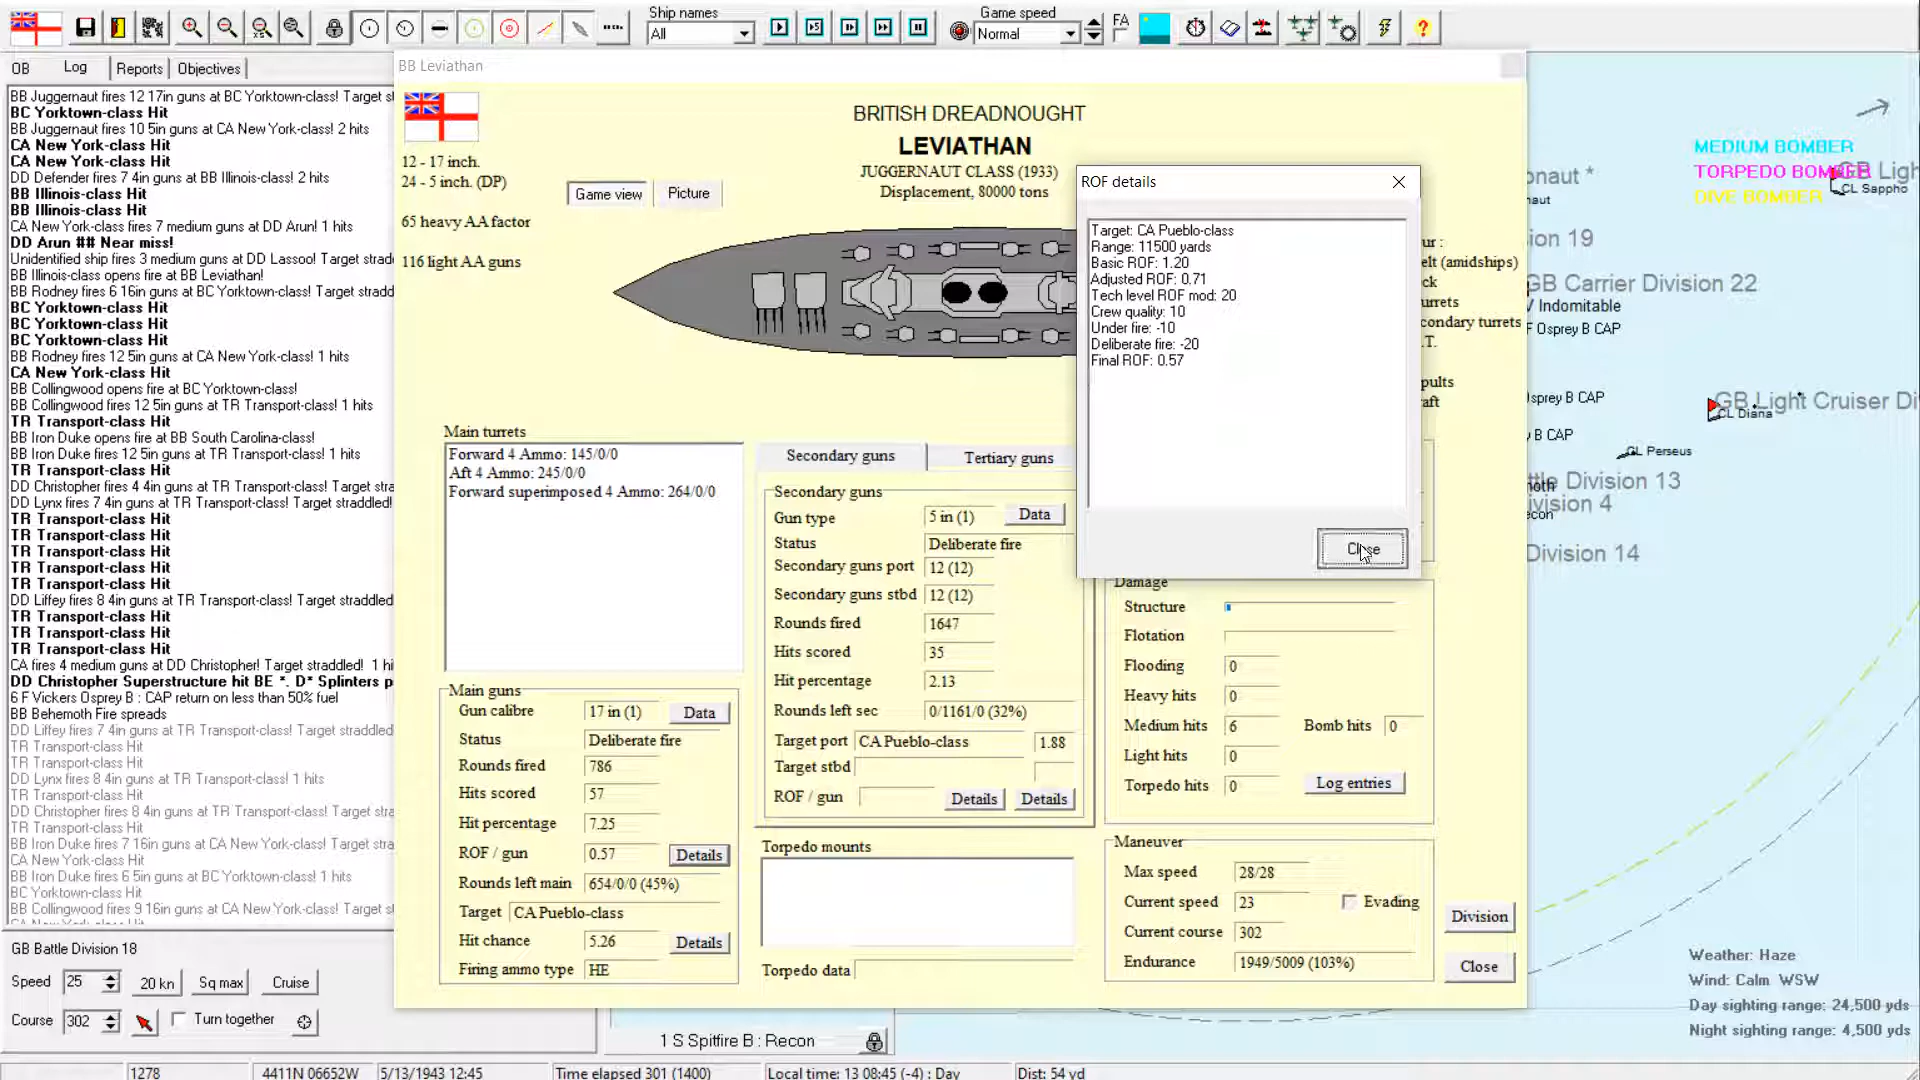 Ship names
All
Game speed
Normal
FA
OB
Log
Reports
Objectives
BB Juggernaut fires 12 17in guns at BC Yorktown-class! Target st
BC Yorktown-class Hit
BB Juggernaut fires 10 5in guns at CA New York-class! 2 hits
CA New York-class Hit
CA New York-class Hit
DD Defender fires 7 4in guns at BB Illinois-class! 2 hits
BB Illinois-class Hit
BB Illinois-class Hit
CA New York-class fires 7 medium guns at DD Arun! 1 hits
DD Arun ## Near miss!
Unidentified ship fires 3 medium guns at DD Lassoo! Target strad
BB Illinois-class opens fire at BB Leviathan!
BB Rodney fires 6 16in guns at BC Yorktown-class! Target stradd
BC Yorktown-class Hit
BC Yorktown-class Hit
BC Yorktown-class Hit
BB Rodney fires 12 5in guns at CA New York-class! 1 hits
CA New York-class Hit
BB Collingwood opens fire at BC Yorktown-class!
BB Collingwood fires 12 5in guns at TR Transport-class! 1 hits
TR Transport-class Hit
BB Iron Duke opens fire at BB South Carolina-class!
BB Iron Duke fires 12 5in guns at TR Transport-class! 1 hits
TR Transport-class Hit
DD Christopher fires 4 4in guns at TR Transport-class! Target stra
DD Lynx fires 7 4in guns at TR Transport-class! Target straddled!
TR Transport-class Hit
TR Transport-class Hit
TR Transport-class Hit
TR Transport-class Hit
TR Transport-class Hit
DD Liffey fires 8 4in guns at TR Transport-class! Target straddled
TR Transport-class Hit
TR Transport-class Hit
TR Transport-class Hit
CA fires 4 medium guns at DD Christopher! Target straddled! 1 hi
DD Christopher Superstructure hit BE *. D* Splinters p
6 F Vickers Osprey B : CAP return on less than 50% fuel
BB Behemoth Fire spreads
DD Liffey fires 7 4in guns at TR Transport-class! Target straddled
TR Transport-class Hit
TR Transport-class Hit
DD Lynx fires 8 4in guns at TR Transport-class! 1 hits
TR Transport-class Hit
DD Christopher fires 8 4in guns at TR Transport-class! Target stra
TR Transport-class Hit
BB Iron Duke fires 7 16in guns at CA New York-class! Target stra
CA New York-class Hit
BB Iron Duke fires 6 5in guns at BC Yorktown-class! 1 hits
BC Yorktown-class Hit
BB Collingwood fires 9 16in guns at CA New York-class! Target st
CA New York-class Hit
GB Battle Division 18
Speed
25
20 kn
Sq max
Cruise
Course
302
Turn together
BB Leviathan
BRITISH DREADNOUGHT
LEVIATHAN
JUGGERNAUT CLASS (1933)
Displacement, 80000 tons
12 - 17 inch.
24 - 5 inch. (DP)
65 heavy AA factor
116 light AA guns
Game view
Picture
ur :
elt (amidships)
ck
urrets
condary turrets
.T.
pults
aft
ROF details
Target: CA Pueblo-class
Range: 11500 yards
Basic ROF: 1.20
Adjusted ROF: 0.71
Tech level ROF mod: 20
Crew quality: 10
Under fire: -10
Deliberate fire: -20
Final ROF: 0.57
Close
Main turrets
Forward 4 Ammo: 145/0/0
Aft 4 Ammo: 245/0/0
Forward superimposed 4 Ammo: 264/0/0
Main guns
Gun calibre
17 in (1)
Data
Status
Deliberate fire
Rounds fired
786
Hits scored
57
Hit percentage
7.25
ROF / gun
0.57
Details
Rounds left main
654/0/0 (45%)
Target
CA Pueblo-class
Hit chance
5.26
Details
Firing ammo type
HE
Secondary guns
Tertiary guns
Secondary guns
Gun type
5 in (1)
Data
Status
Deliberate fire
Secondary guns port
12 (12)
Secondary guns stbd
12 (12)
Rounds fired
1647
Hits scored
35
Hit percentage
2.13
Rounds left sec
0/1161/0 (32%)
Target port
CA Pueblo-class
1.88
Target stbd
ROF / gun
Details
Details
Torpedo mounts
Torpedo data
Damage
Structure
Flotation
Flooding
0
Heavy hits
0
Medium hits
6
Bomb hits
0
Light hits
0
Torpedo hits
0
Log entries
Maneuver
Max speed
28/28
Current speed
23
Evading
Current course
302
Endurance
1949/5009 (103%)
Division
Close
1 S Spitfire B : Recon
MEDIUM BOMBER
TORPEDO BOMBER
DIVE BOMBER
GB Ligh
CL Sappho
onaut *
naut
ion 19
GB Carrier Division 22
V Indomitable
F Osprey B CAP
sprey B CAP
B CAP
GB Light Cruiser Di
CL Diana
CL Perseus
ttle Division 13
moth
vision 4
econ
Division 14
Weather: Haze
Wind: Calm WSW
Day sighting range: 24,500 yds
Night sighting range: 4,500 yds
1278
4411N 06652W
5/13/1943 12:45
Time elapsed 301 (1400)
Local time: 13 08:45 (-4) : Day
Dist: 54 yd